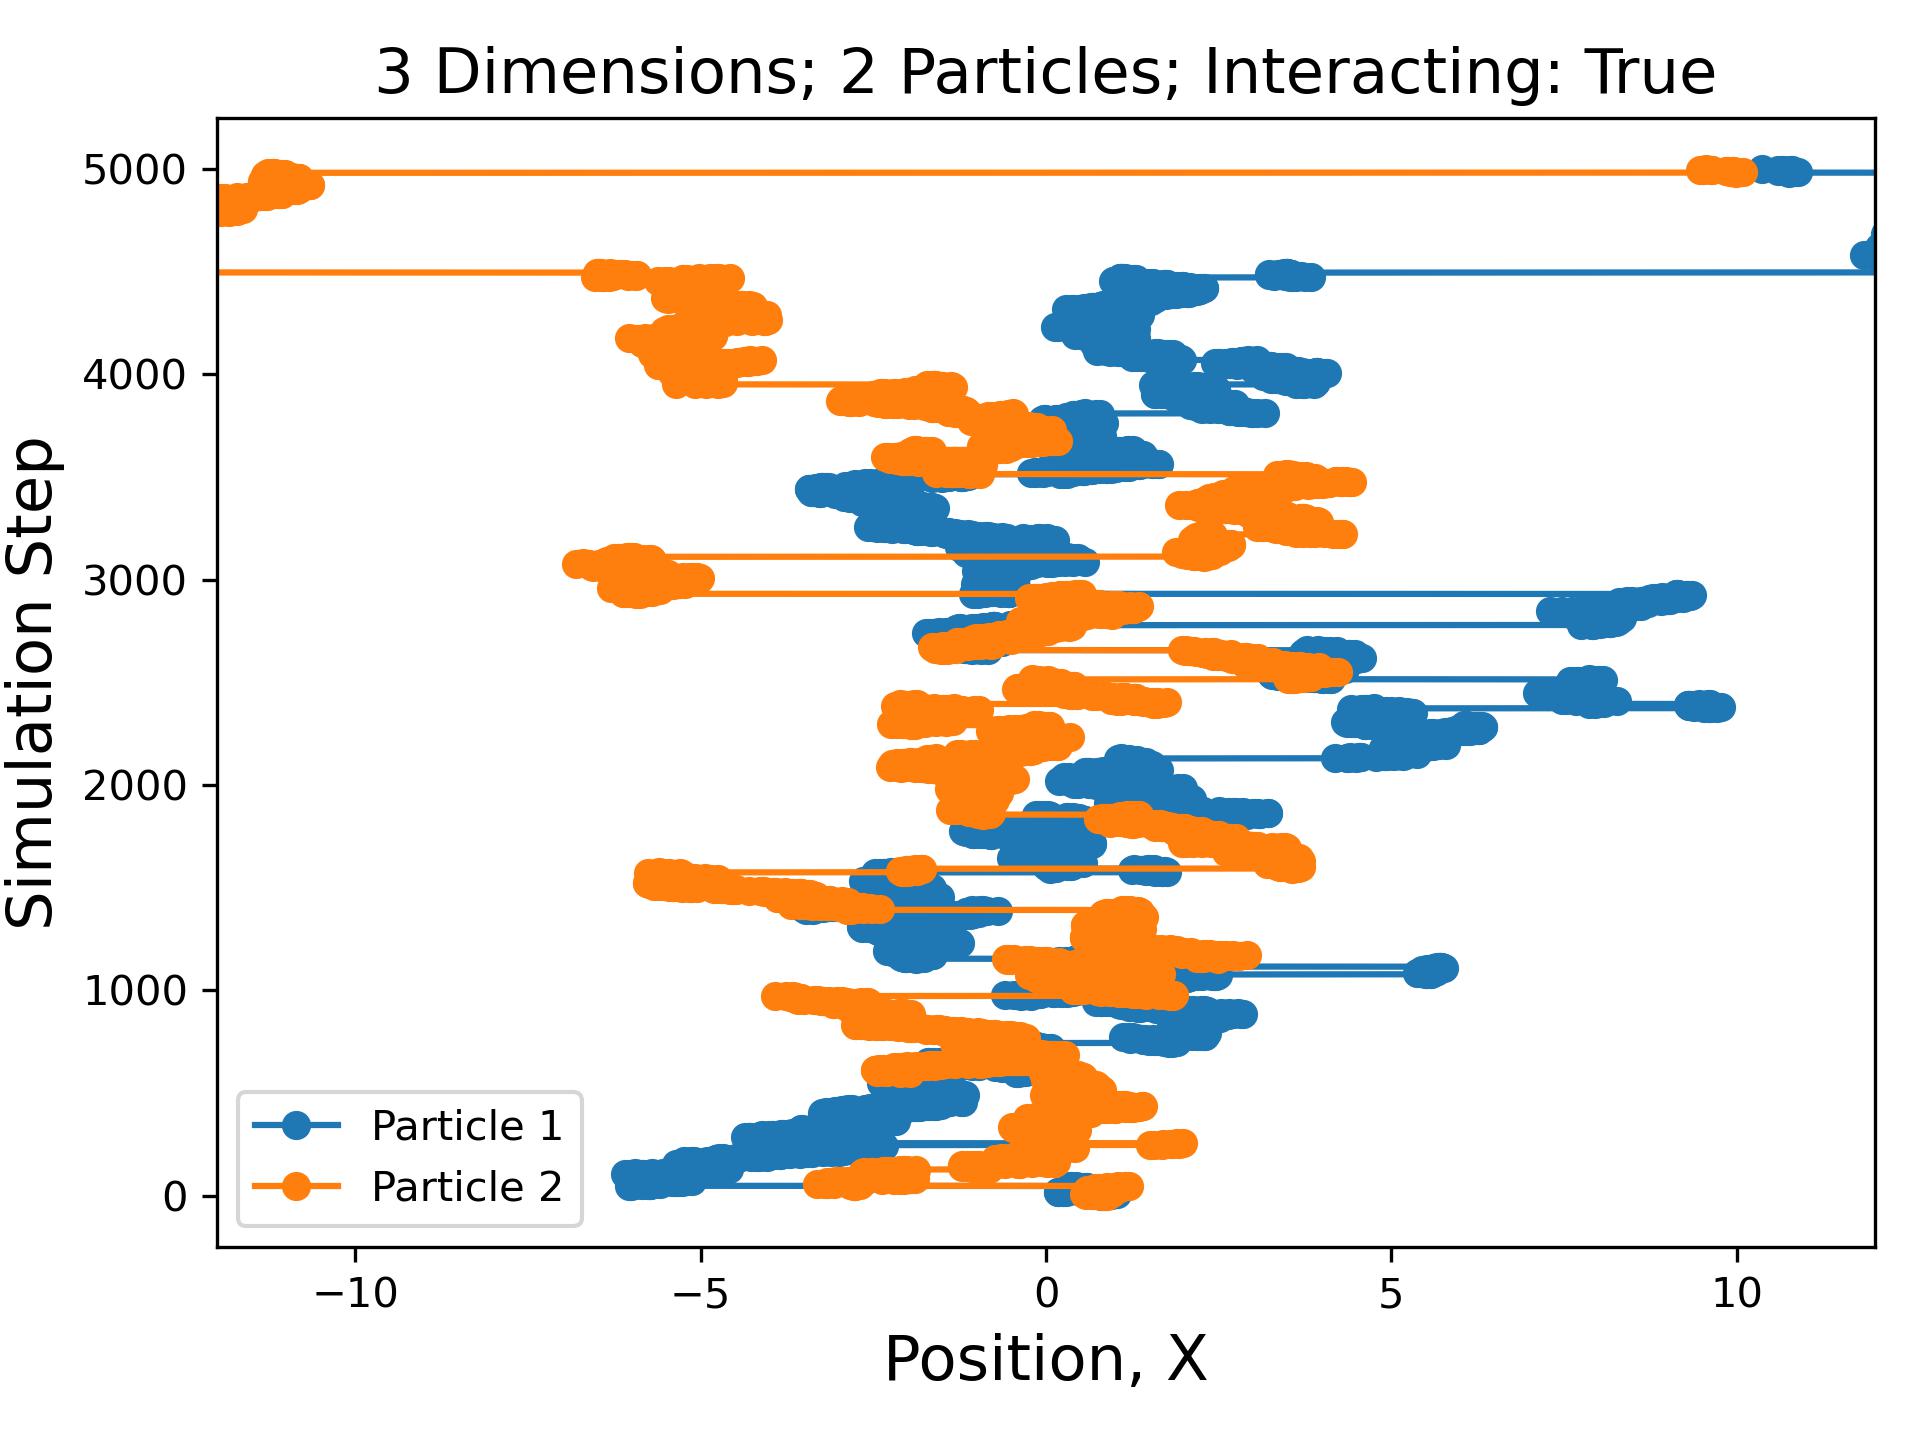 3 Dimensions; 2 Particles; Interacting: True
5000
4000
3000
2000
1000
0
Simulation Step
Particle 1
Particle 2
−10
−5
0
5
10
Position, X